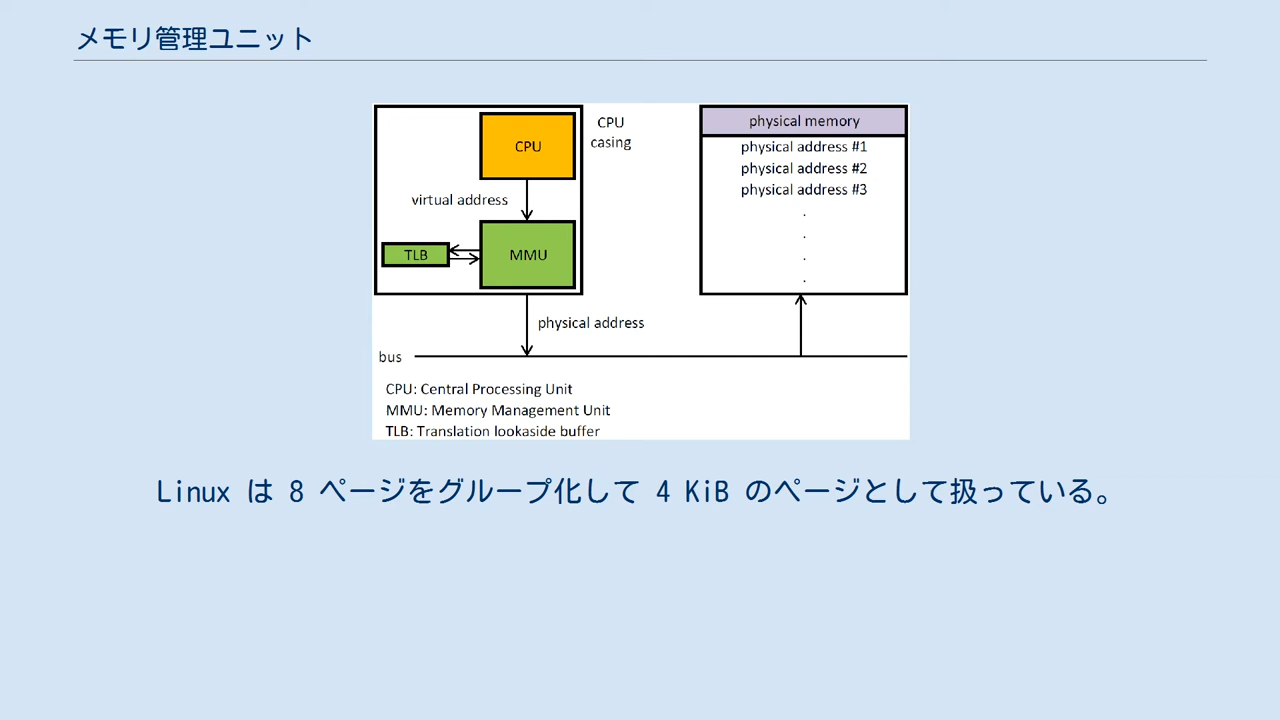 メモリ管理ユニット
CPU
CPU
casing
virtual address
TLB
MMU
physical address
bus
physical memory
physical address #1
physical address #2
physical address #3
.
.
.
.
CPU: Central Processing Unit
MMU: Memory Management Unit
TLB: Translation lookaside buffer
Linux は 8 ページをグループ化して 4 KiB のページとして扱っている。